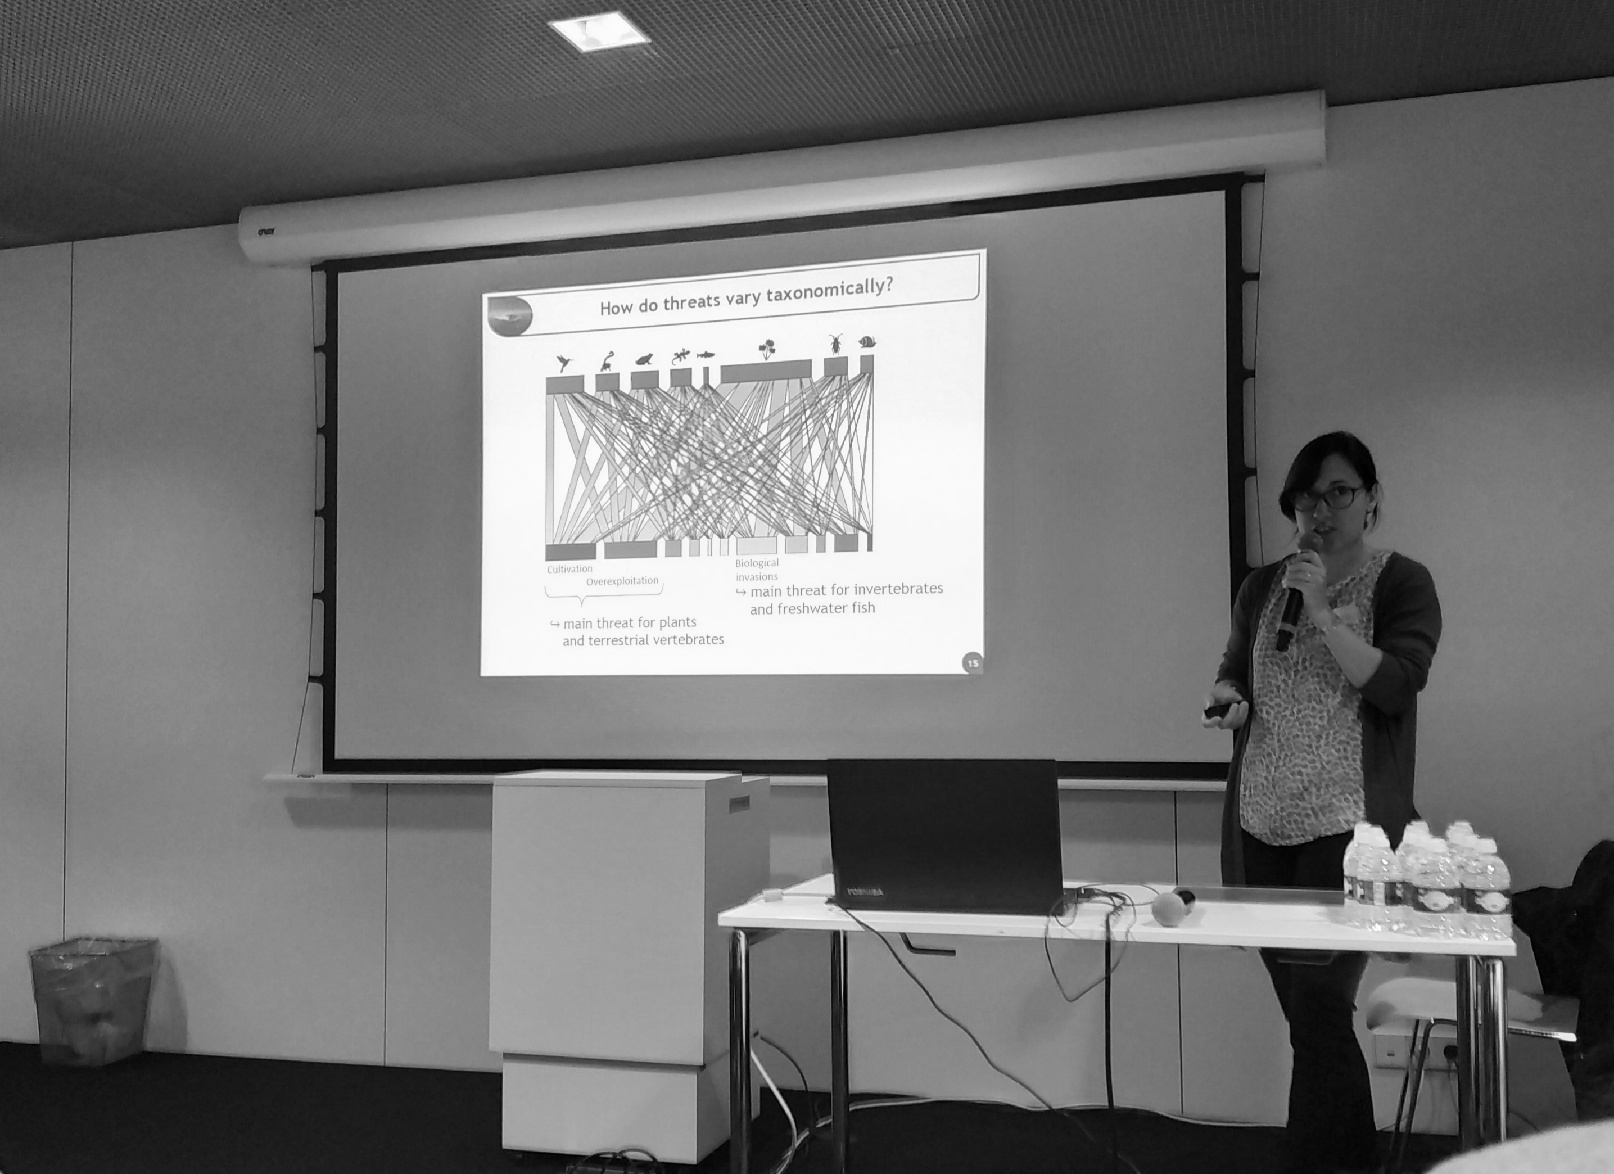 How do threats vary taxonomically?
Cultivation
Overexploitation
Biological
invasions
↪ main threat for invertebrates
and freshwater fish
↪ main threat for plants
and terrestrial vertebrates
15
TOSHIBA